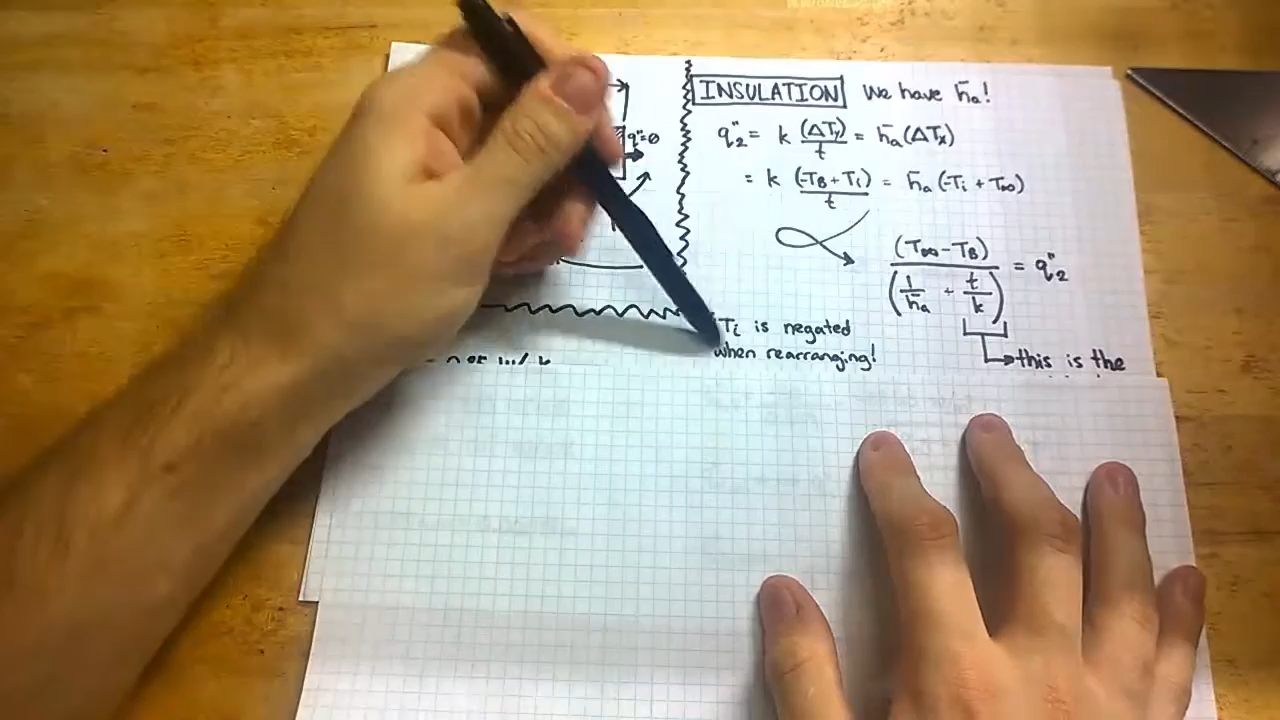 q"=0
INSULATION We have h̄a!
q"2 = k (ΔTy)/t = h̄a(ΔTx)
= k (-TB+Ti)/t = h̄a(-Ti + T∞)
(T∞-TB)/(1/h̄a + t/k) = q"2
Ti is negated
when rearranging!
this is the